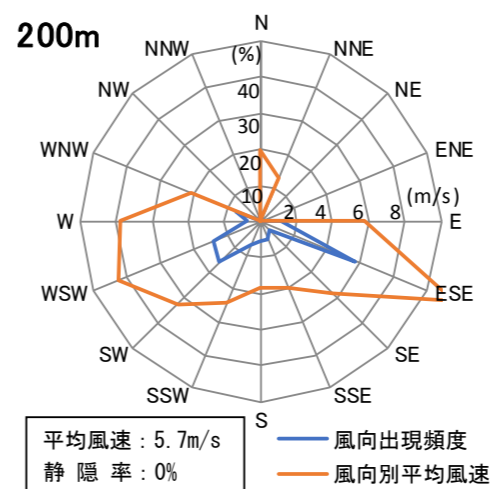 200m
N
NNW
NNE
(%)
NW
NE
40
30
WNW
ENE
20
10
(m/s)
W
2
4
6
8
E
WSW
ESE
SW
SE
SSW
SSE
S
平均風速：5.7m/s
静 隠 率：0%
風向出現頻度
風向別平均風速